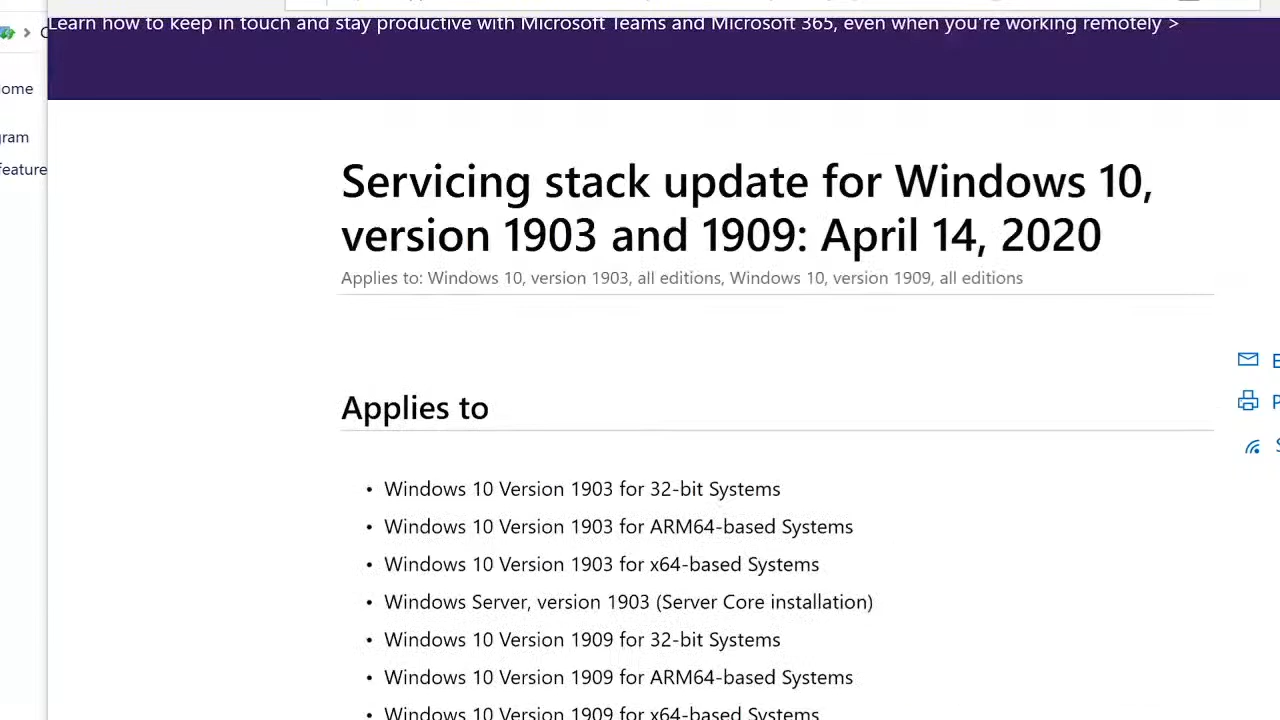 Learn how to keep in touch and stay productive with Microsoft Teams and Microsoft 365, even when you're working remotely >
ome
gram
feature
Servicing stack update for Windows 10,
version 1903 and 1909: April 14, 2020
Applies to: Windows 10, version 1903, all editions, Windows 10, version 1909, all editions
Applies to
• Windows 10 Version 1903 for 32-bit Systems
• Windows 10 Version 1903 for ARM64-based Systems
• Windows 10 Version 1903 for x64-based Systems
• Windows Server, version 1903 (Server Core installation)
• Windows 10 Version 1909 for 32-bit Systems
• Windows 10 Version 1909 for ARM64-based Systems
• Windows 10 Version 1909 for x64-based Systems